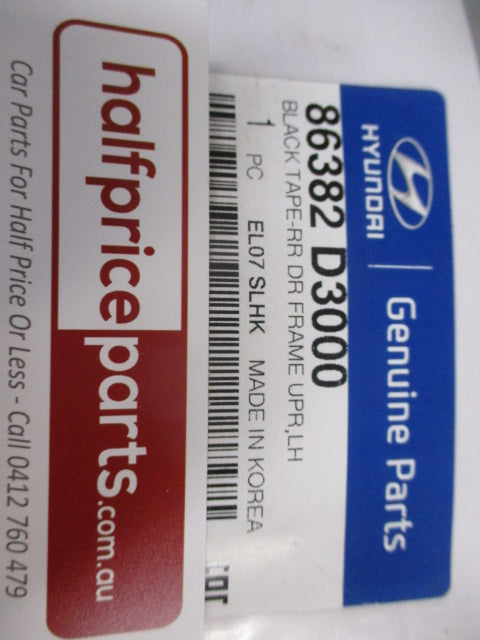 HYUNDAI | Genuine Parts
86382 D3000
BLACK TAPE-RR DR FRAME UPR,LH
1 PC EL07 SLHK MADE IN KOREA
halfpriceparts.com.au
Car Parts For Half Price Or Less - Call 0412 760 479